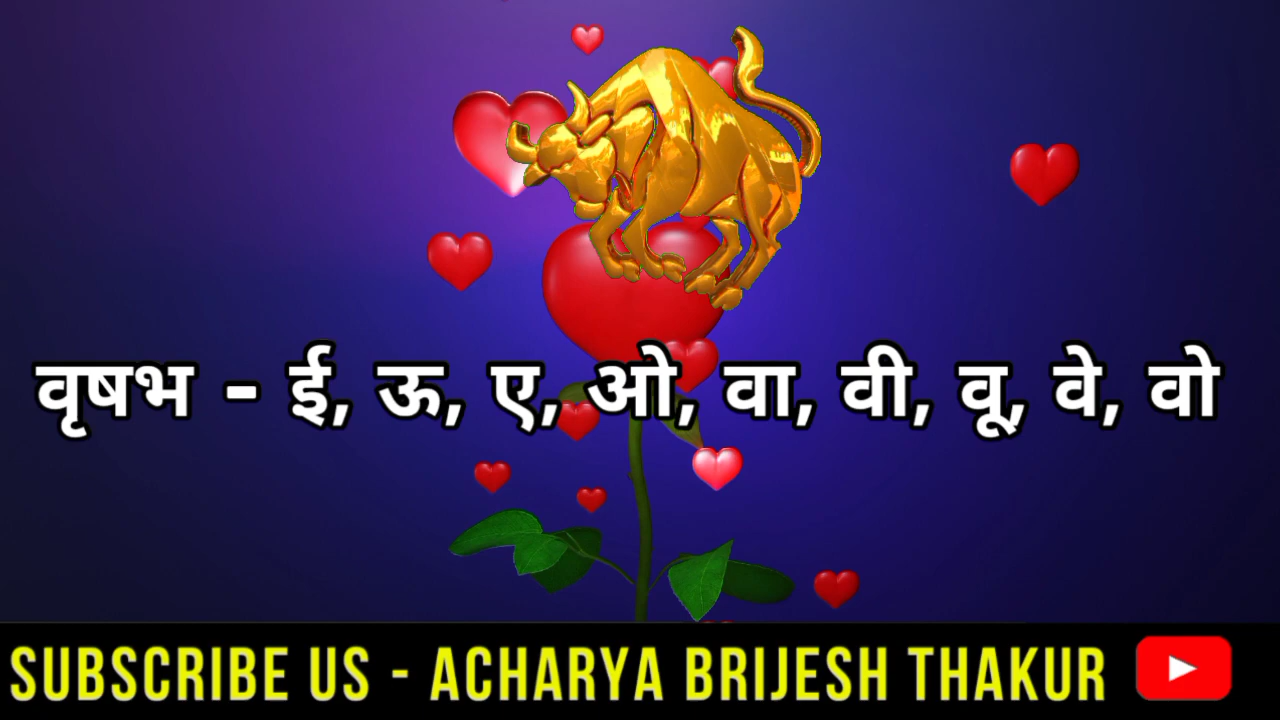 वृषभ - ई, ऊ, ए, ओ, वा, वी, वू, वे, वो
SUBSCRIBE US - ACHARYA BRIJESH THAKUR